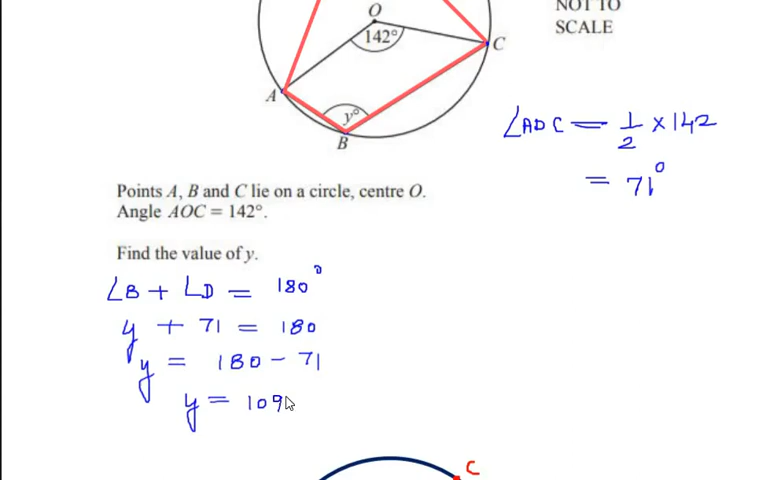 NOT TO
SCALE
O
142°
C
A
y°
B
∠ADC = 1/2 × 142
= 71°
Points A, B and C lie on a circle, centre O.
Angle AOC = 142°.
Find the value of y.
∠B + ∠D = 180°
y + 71 = 180
y = 180 - 71
y = 109
C